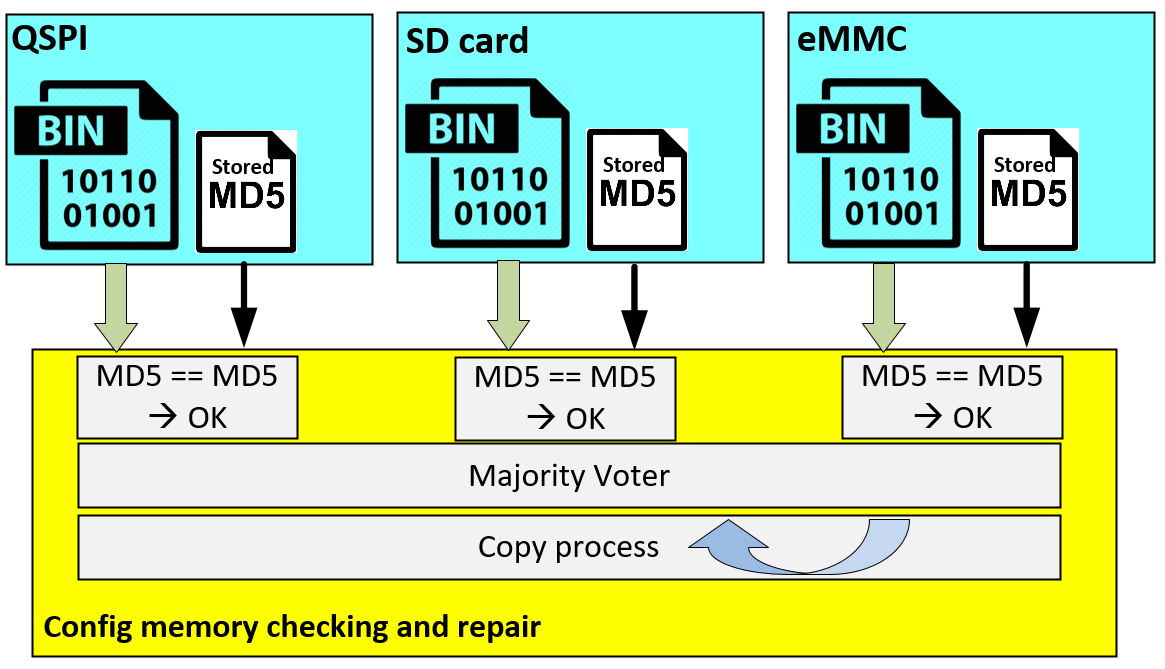 QSPI
BIN
10110
01001
Stored
MD5
SD card
BIN
10110
01001
Stored
MD5
eMMC
BIN
10110
01001
Stored
MD5
MD5 == MD5
→ OK
MD5 == MD5
→ OK
MD5 == MD5
→ OK
Majority Voter
Copy process
Config memory checking and repair